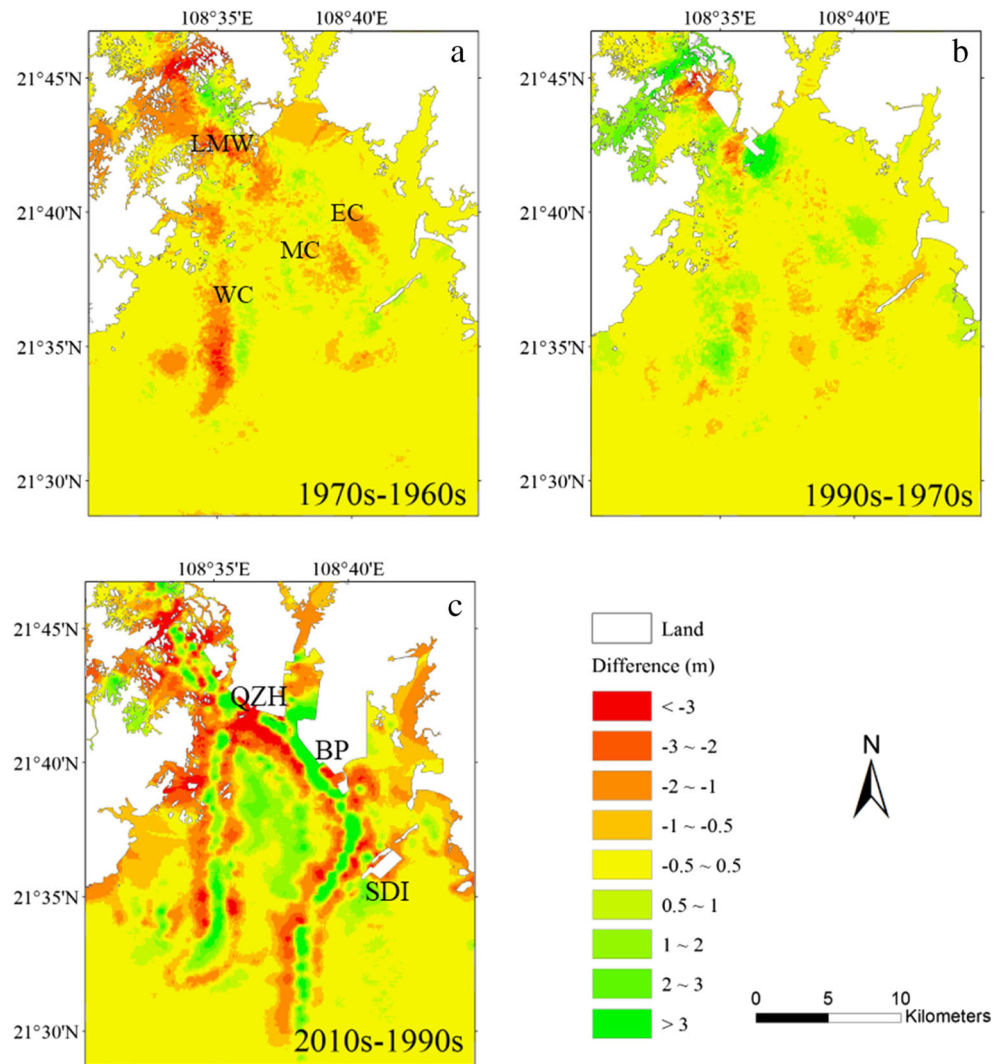 108°35'E 108°40'E
a
21°45'N
21°40'N
21°35'N
21°30'N
LMW
EC
MC
WC
1970s-1960s
108°35'E 108°40'E
b
21°45'N
21°40'N
21°35'N
21°30'N
1990s-1970s
108°35'E 108°40'E
c
21°45'N
21°40'N
21°35'N
21°30'N
QZH
BP
SDI
2010s-1990s
Land
Difference (m)
< -3
-3 ~ -2
-2 ~ -1
-1 ~ -0.5
-0.5 ~ 0.5
0.5 ~ 1
1 ~ 2
2 ~ 3
> 3
N
0 5 10
Kilometers